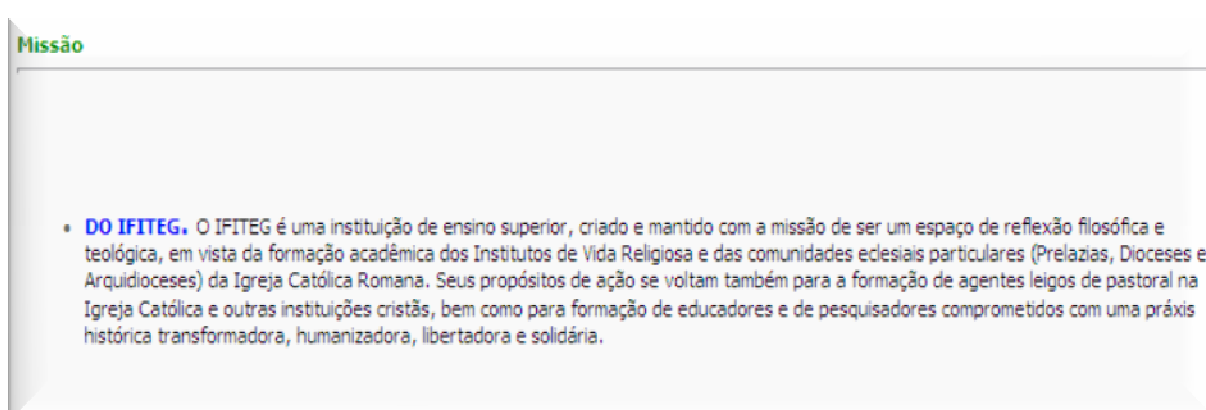 Missão
• DO IFITEG. O IFITEG é uma instituição de ensino superior, criado e mantido com a missão de ser um espaço de reflexão filosófica e
teológica, em vista da formação acadêmica dos Institutos de Vida Religiosa e das comunidades eclesiais particulares (Prelazias, Dioceses e
Arquidioceses) da Igreja Católica Romana. Seus propósitos de ação se voltam também para a formação de agentes leigos de pastoral na
Igreja Católica e outras instituições cristãs, bem como para formação de educadores e de pesquisadores comprometidos com uma práxis
histórica transformadora, humanizadora, libertadora e solidária.